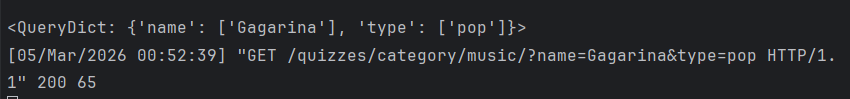 <QueryDict: {'name': ['Gagarina'], 'type': ['pop']}>
[05/Mar/2026 00:52:39] "GET /quizzes/category/music/?name=Gagarina&type=pop HTTP/1.
1" 200 65